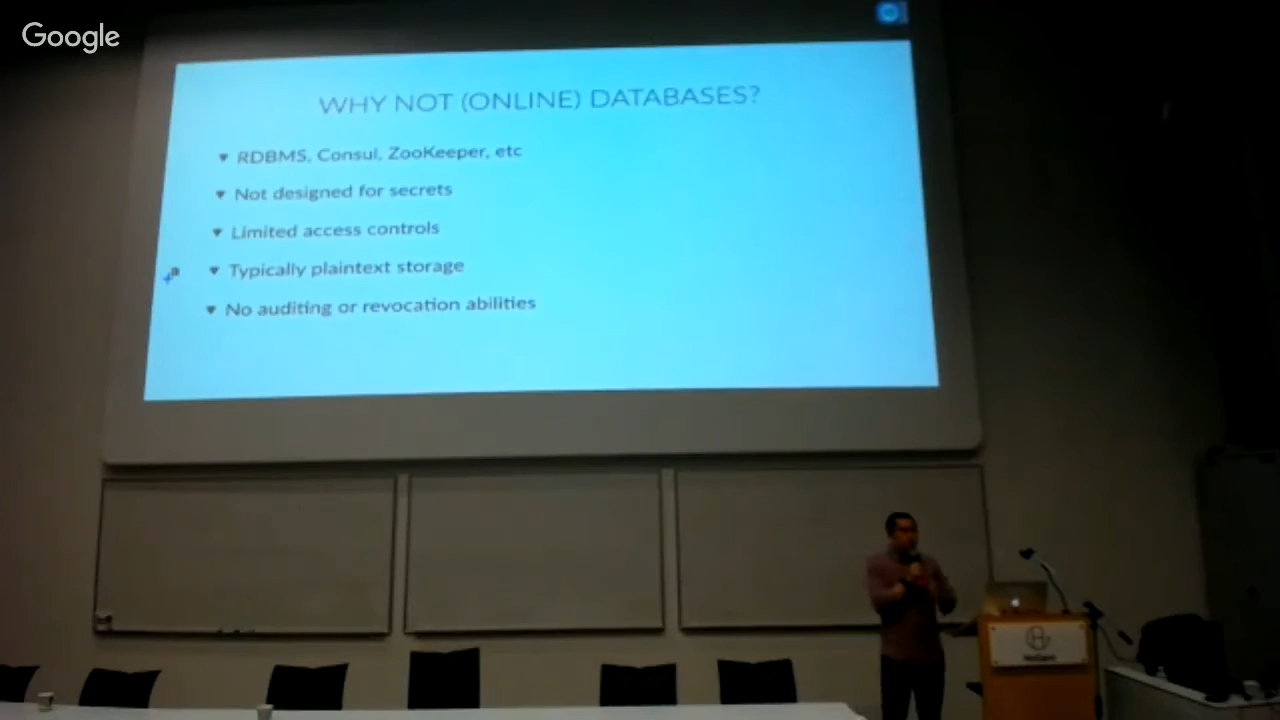 Google
WHY NOT (ONLINE) DATABASES?
RDBMS, Consul, ZooKeeper, etc
Not designed for secrets
Limited access controls
Typically plaintext storage
No auditing or revocation abilities